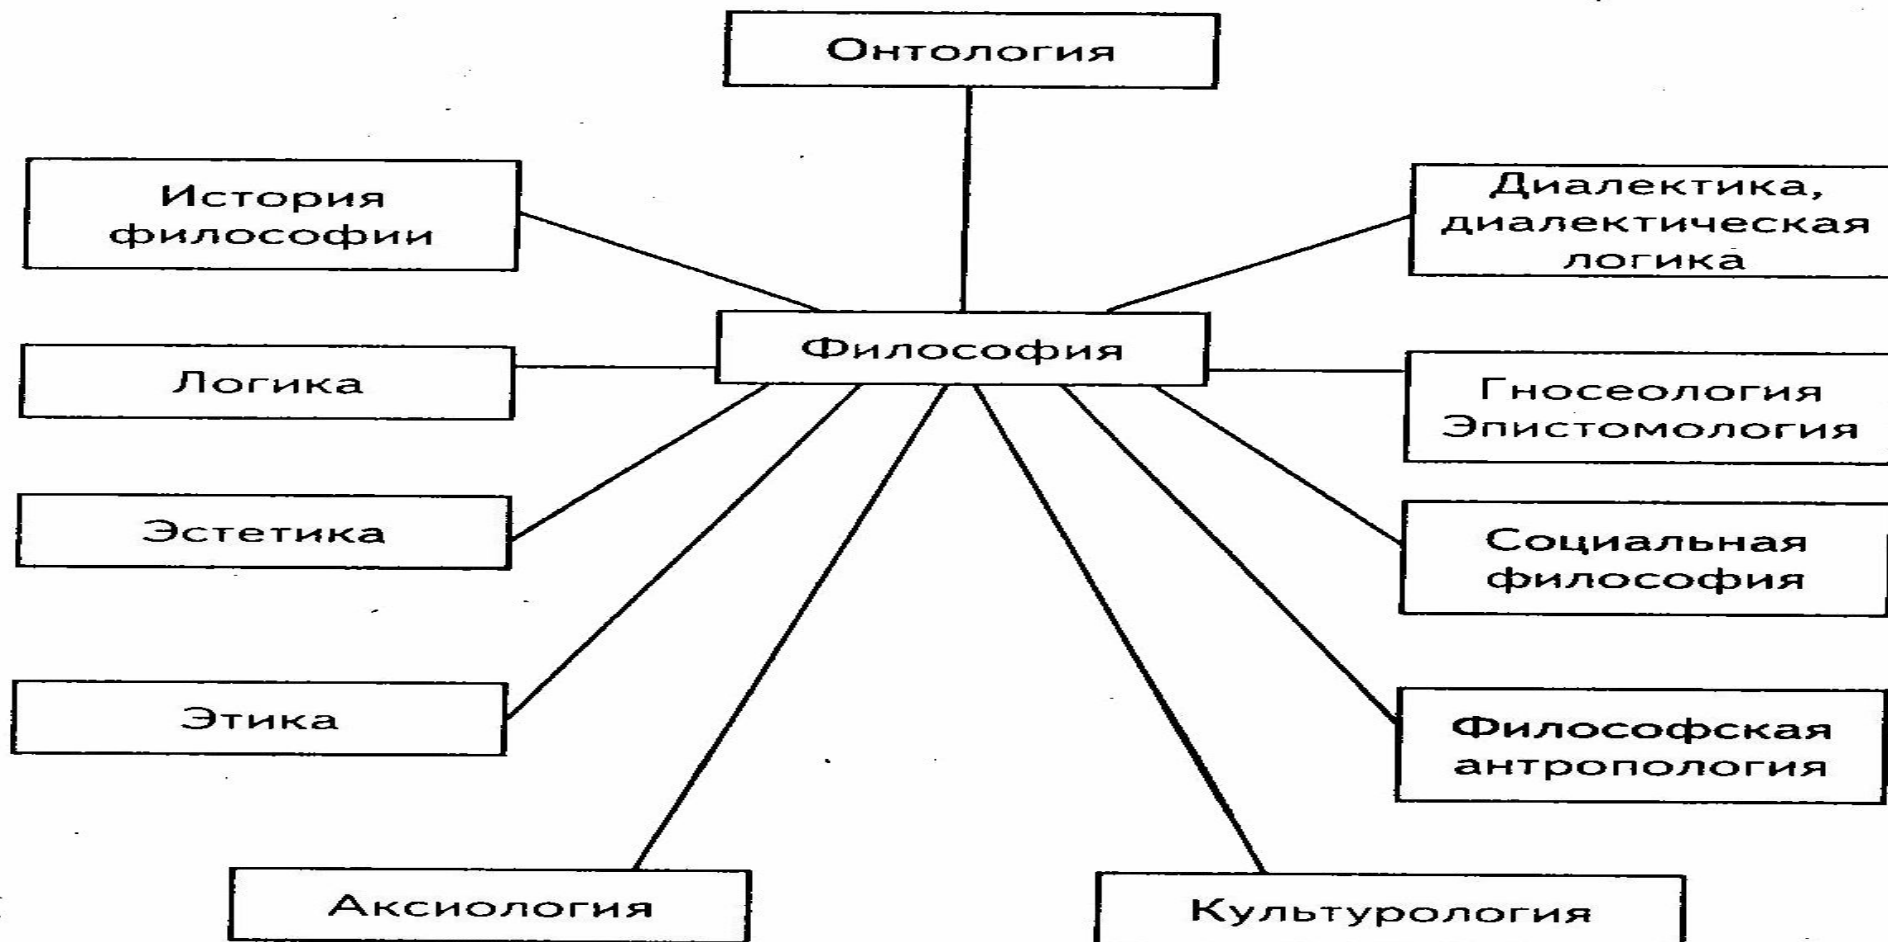 Онтология
История
философии
Диалектика,
диалектическая
логика
Философия
Логика
Гносеология
Эпистомология
Эстетика
Социальная
философия
Этика
Философская
антропология
Аксиология
Культурология